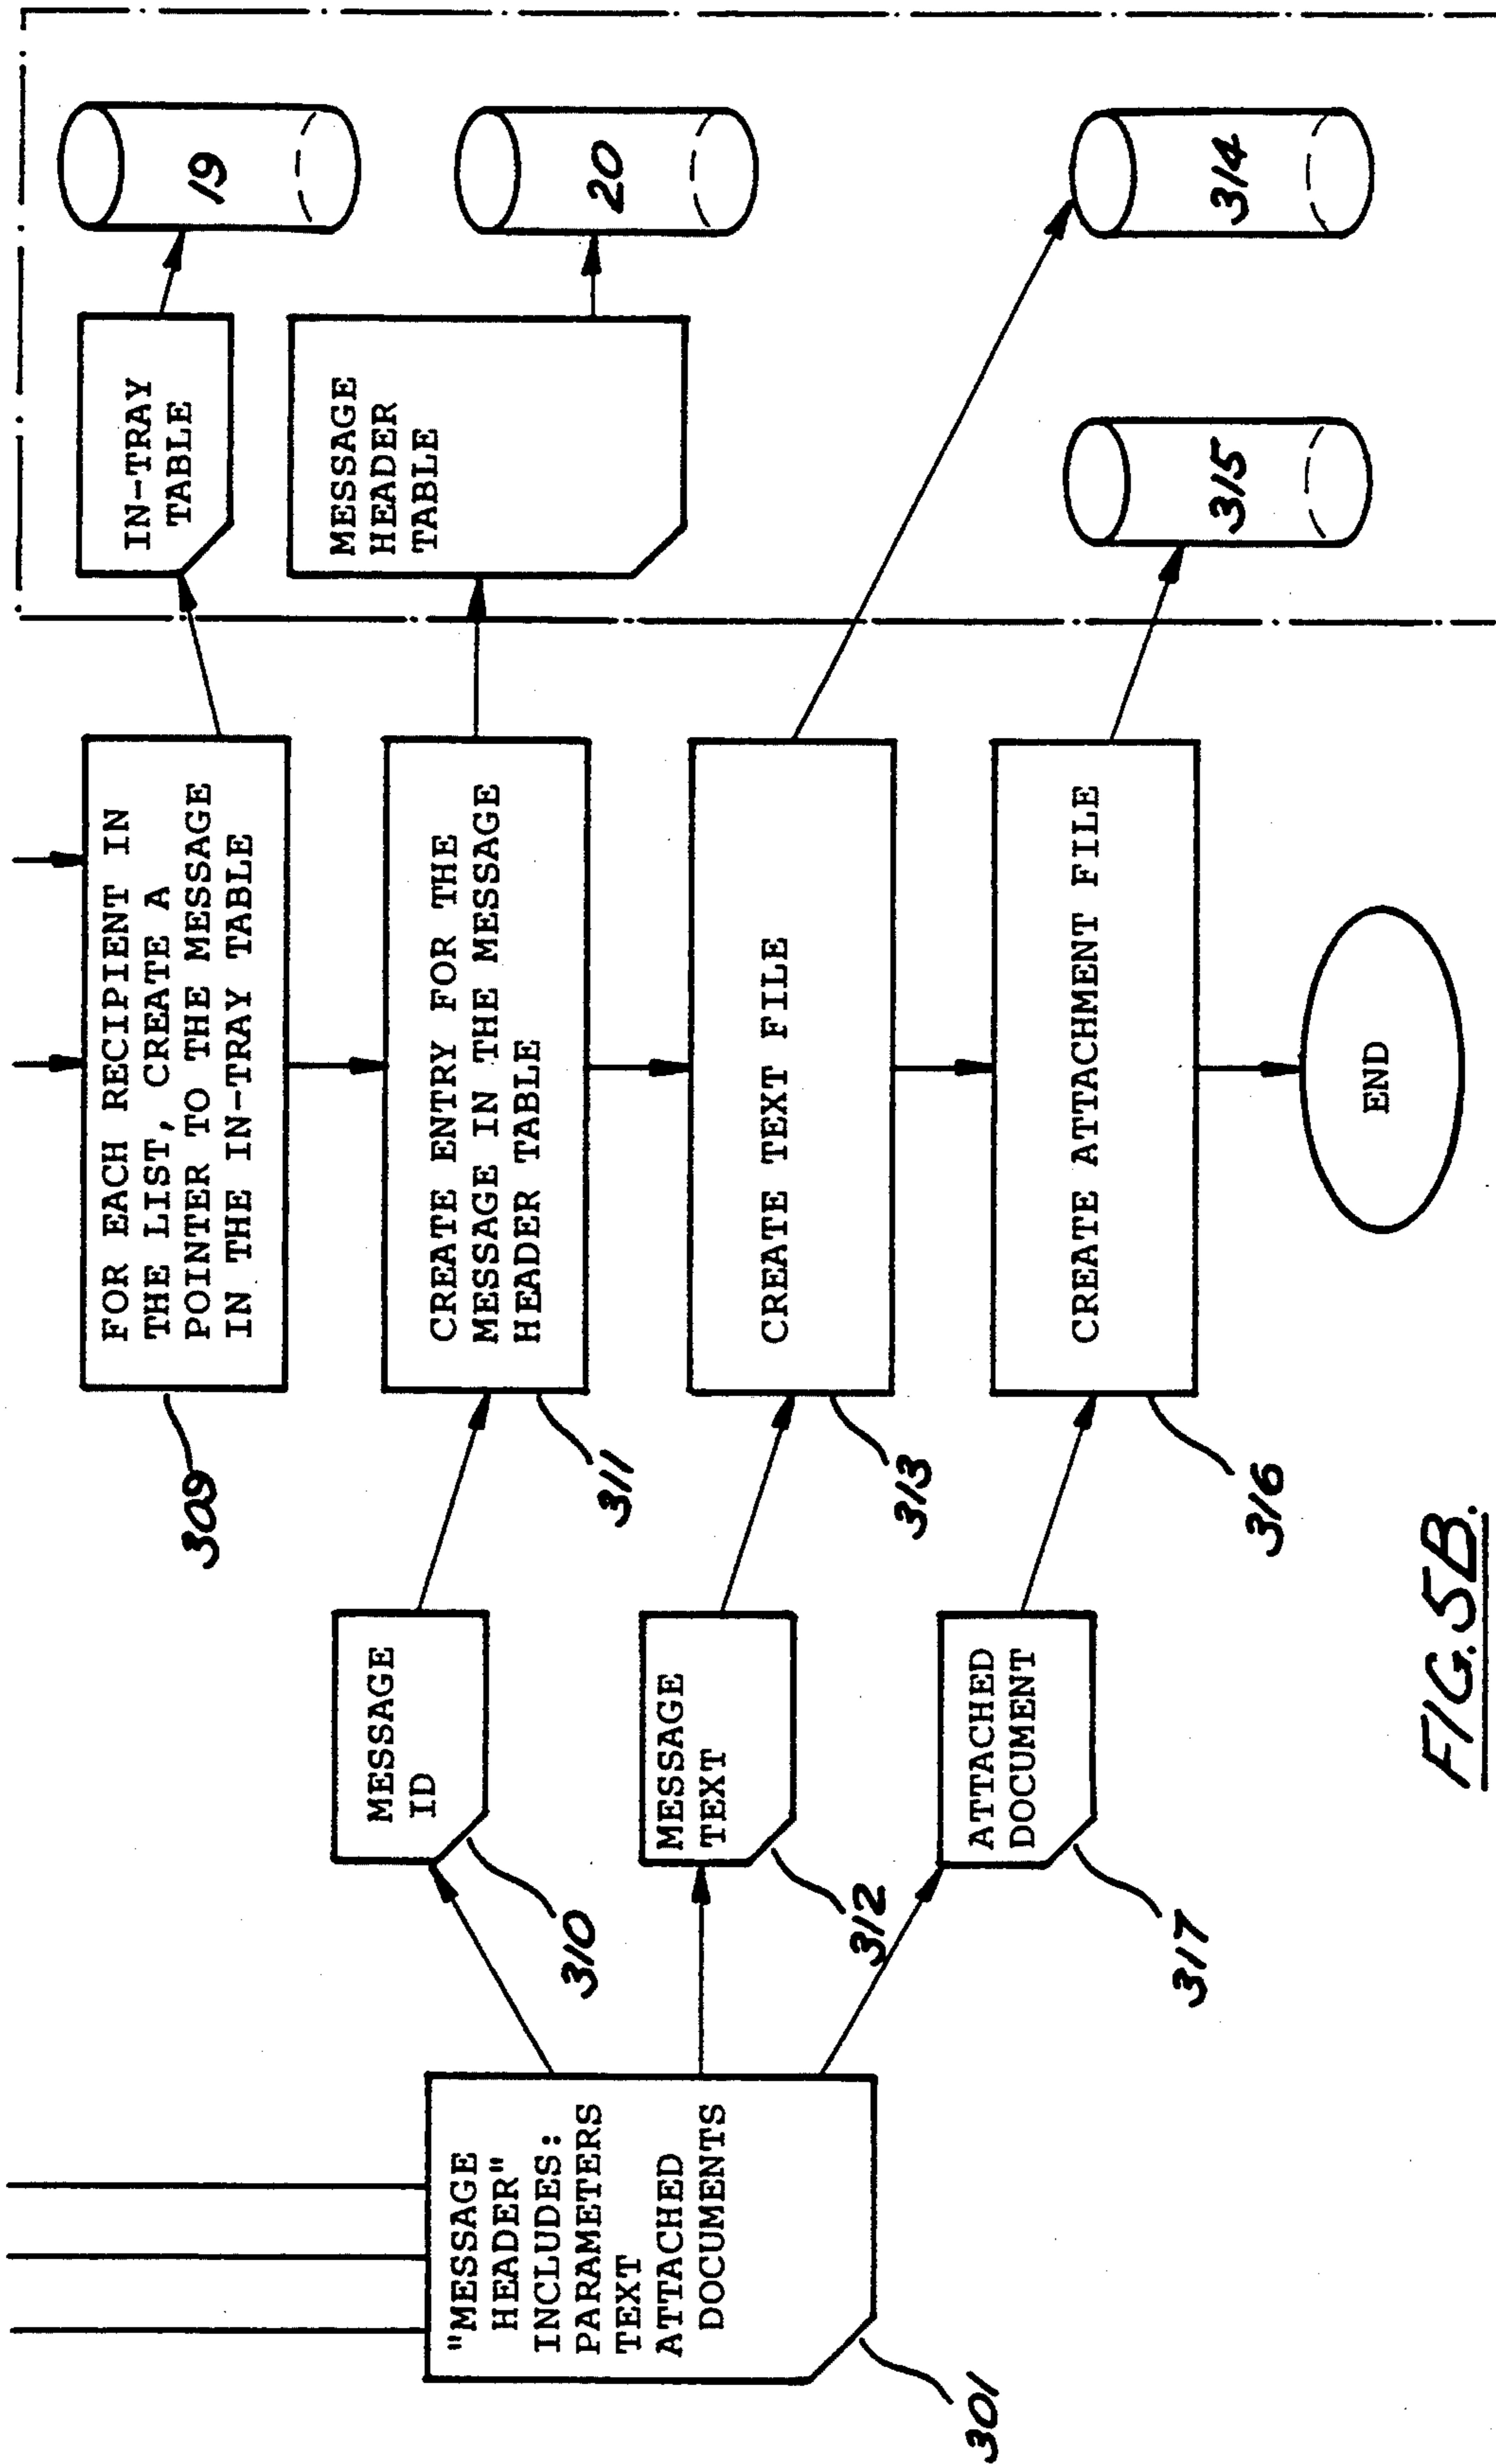 FOR EACH RECIPIENT IN
THE LIST, CREATE A
POINTER TO THE MESSAGE
IN THE IN-TRAY TABLE
309
IN-TRAY
TABLE
19
MESSAGE
ID
310
CREATE ENTRY FOR THE
MESSAGE IN THE MESSAGE
HEADER TABLE
311
MESSAGE
HEADER
TABLE
20
"MESSAGE
HEADER"
INCLUDES:
PARAMETERS
TEXT
ATTACHED
DOCUMENTS
301
MESSAGE
TEXT
312
CREATE TEXT FILE
313
314
ATTACHED
DOCUMENT
317
CREATE ATTACHMENT FILE
316
315
END
FIG. 5B.